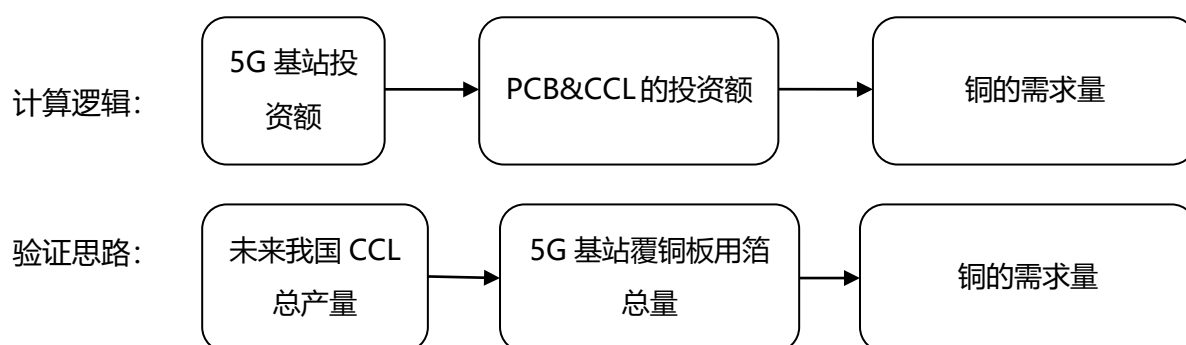 计算逻辑：
5G 基站投
资额
PCB&CCL 的投资额
铜的需求量
验证思路：
未来我国 CCL
总产量
5G 基站覆铜板用箔
总量
铜的需求量